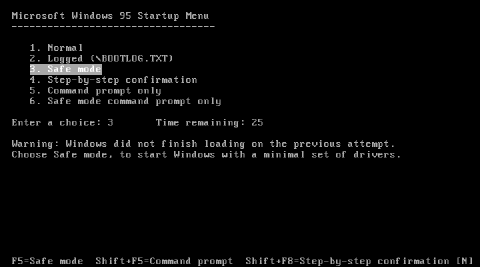 Microsoft Windows 95 Startup Menu
---------------------------------
1. Normal
2. Logged (\BOOTLOG.TXT)
3. Safe mode
4. Step-by-step confirmation
5. Command prompt only
6. Safe mode command prompt only
Enter a choice: 3 Time remaining: 25
Warning: Windows did not finish loading on the previous attempt.
Choose Safe mode, to start Windows with a minimal set of drivers.
F5=Safe mode Shift+F5=Command prompt Shift+F8=Step-by-step confirmation [N]